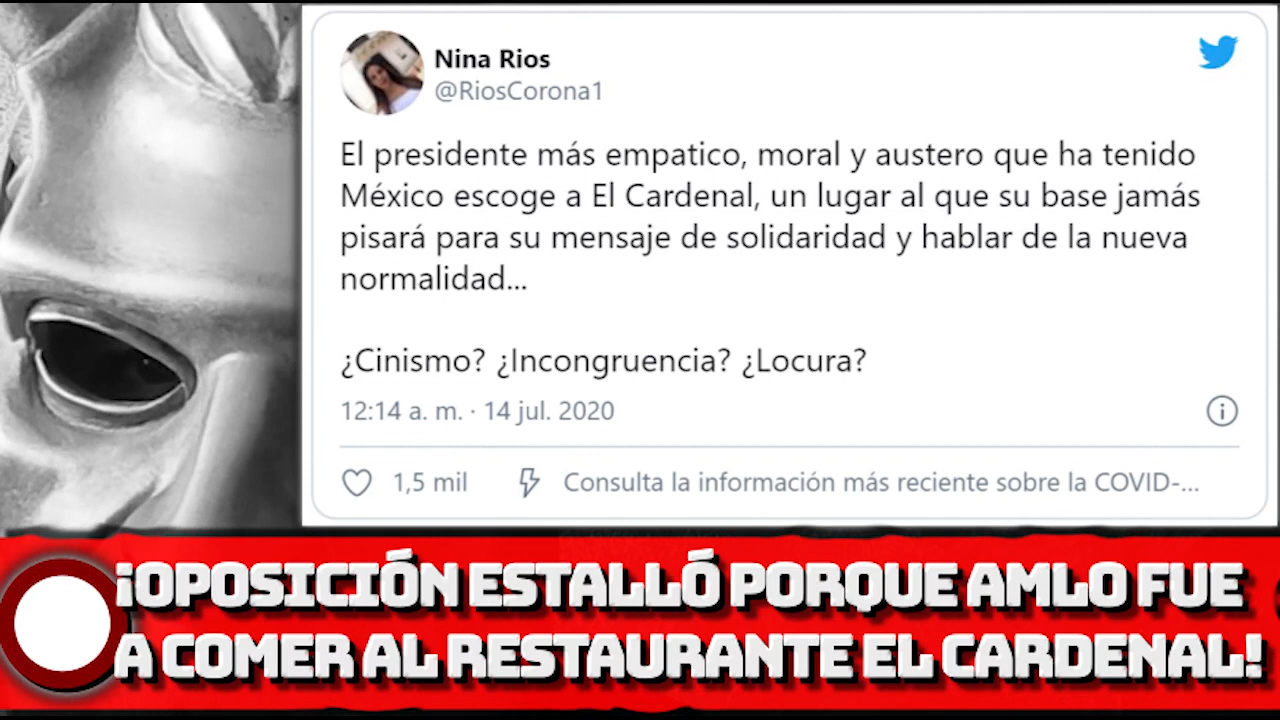 Nina Rios
@RiosCorona1
El presidente más empatico, moral y austero que ha tenido
México escoge a El Cardenal, un lugar al que su base jamás
pisará para su mensaje de solidaridad y hablar de la nueva
normalidad...
¿Cinismo? ¿Incongruencia? ¿Locura?
12:14 a. m. · 14 jul. 2020
1,5 mil
Consulta la información más reciente sobre la COVID-...
¡OPOSICIÓN ESTALLÓ PORQUE AMLO FUE
A COMER AL RESTAURANTE EL CARDENAL!